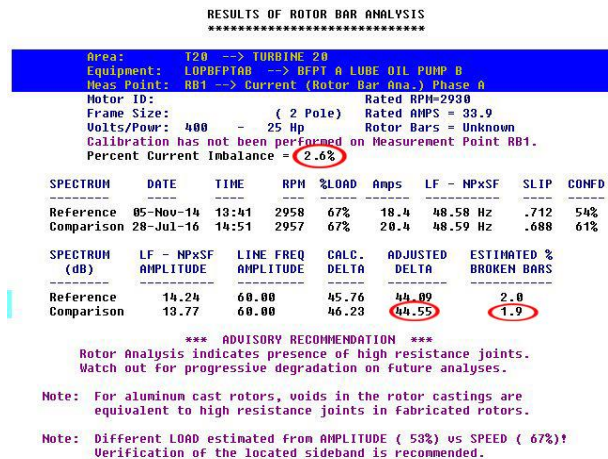 RESULTS OF ROTOR BAR ANALYSIS
******************************
Area: T20 --> TURBINE 20
Equipment: LOPBFPTAB --> BFPT A LUBE OIL PUMP B
Meas Point: RB1 --> Current (Rotor Bar Ana.) Phase A
Motor ID: Rated RPM=2930
Frame Size: ( 2 Pole) Rated AMPS = 33.9
Volts/Powr: 400 - 25 Hp Rotor Bars = Unknown
Calibration has not been performed on Measurement Point RB1.
Percent Current Imbalance = 2.6%
SPECTRUM DATE TIME RPM %LOAD Amps LF - NPxSF SLIP CONFD
Reference 05-Nov-14 13:41 2958 67% 18.4 48.58 Hz .712 54%
Comparison 28-Jul-16 14:51 2957 67% 20.4 48.59 Hz .688 61%
SPECTRUM LF - NPxSF LINE FREQ CALC. ADJUSTED ESTIMATED %
(dB) AMPLITUDE AMPLITUDE DELTA DELTA BROKEN BARS
Reference 14.24 60.00 45.76 44.09 2.0
Comparison 13.77 60.00 46.23 44.55 1.9
*** ADVISORY RECOMMENDATION ***
Rotor Analysis indicates presence of high resistance joints.
Watch out for progressive degradation on future analyses.
Note: For aluminum cast rotors, voids in the rotor castings are
equivalent to high resistance joints in fabricated rotors.
Note: Different LOAD estimated from AMPLITUDE ( 53%) vs SPEED ( 67%)!
Verification of the located sideband is recommended.